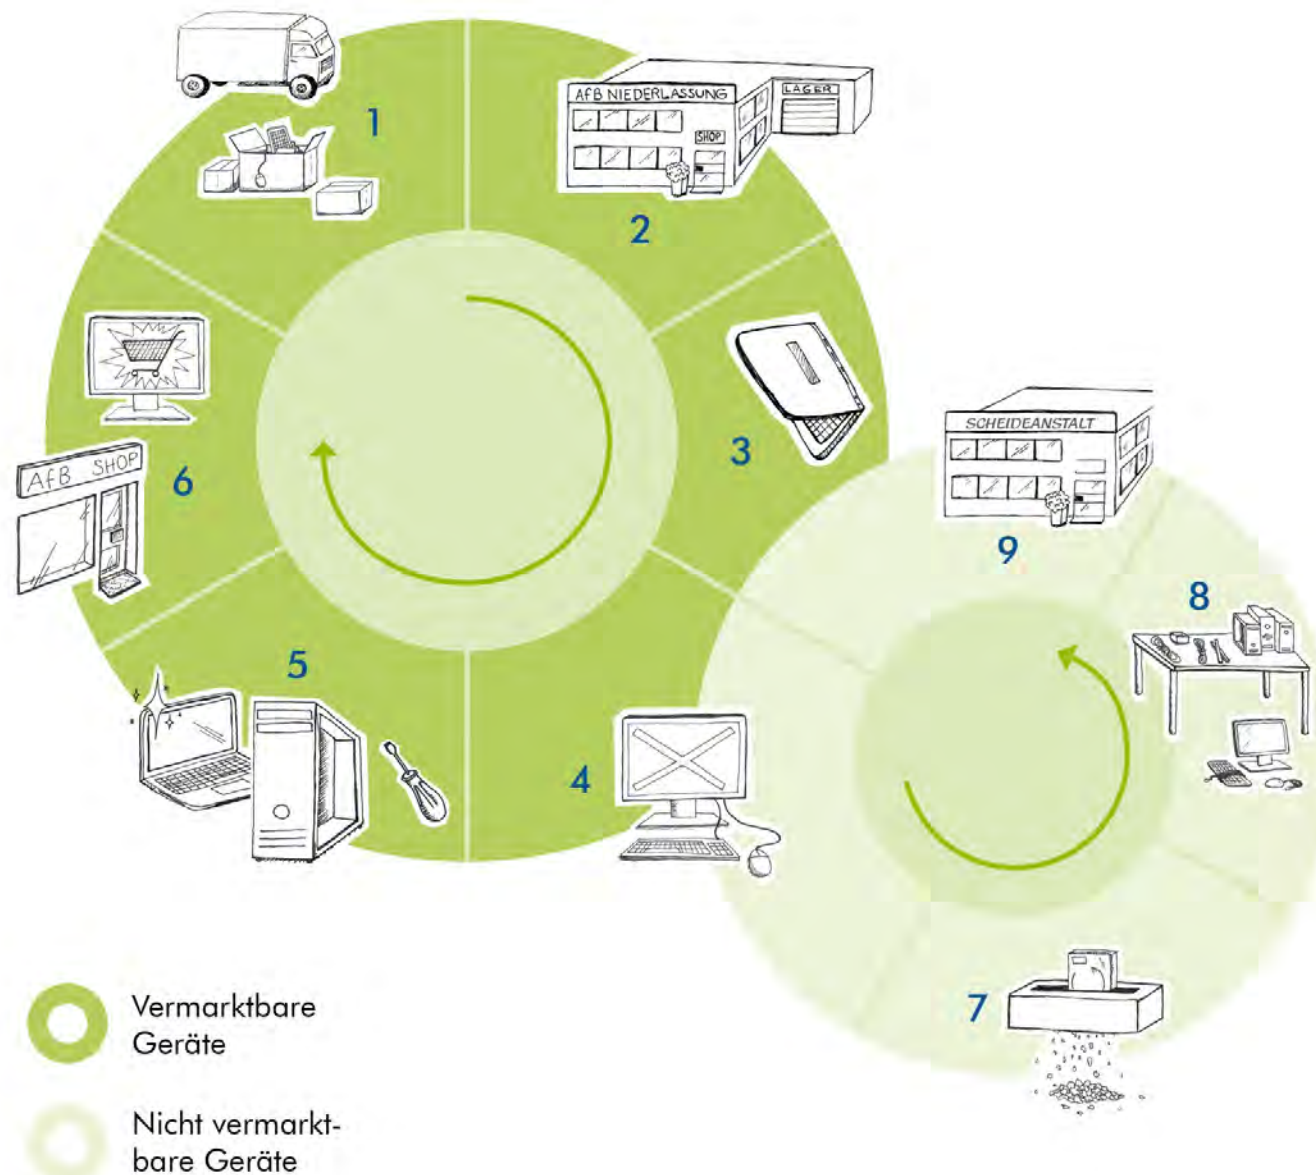 1
AfB NIEDERLASSUNG
LAGER
SHOP
2
3
SCHEIDEANSTALT
9
8
6
AfB SHOP
5
4
7
Vermarktbare
Geräte
Nicht vermarkt-
bare Geräte